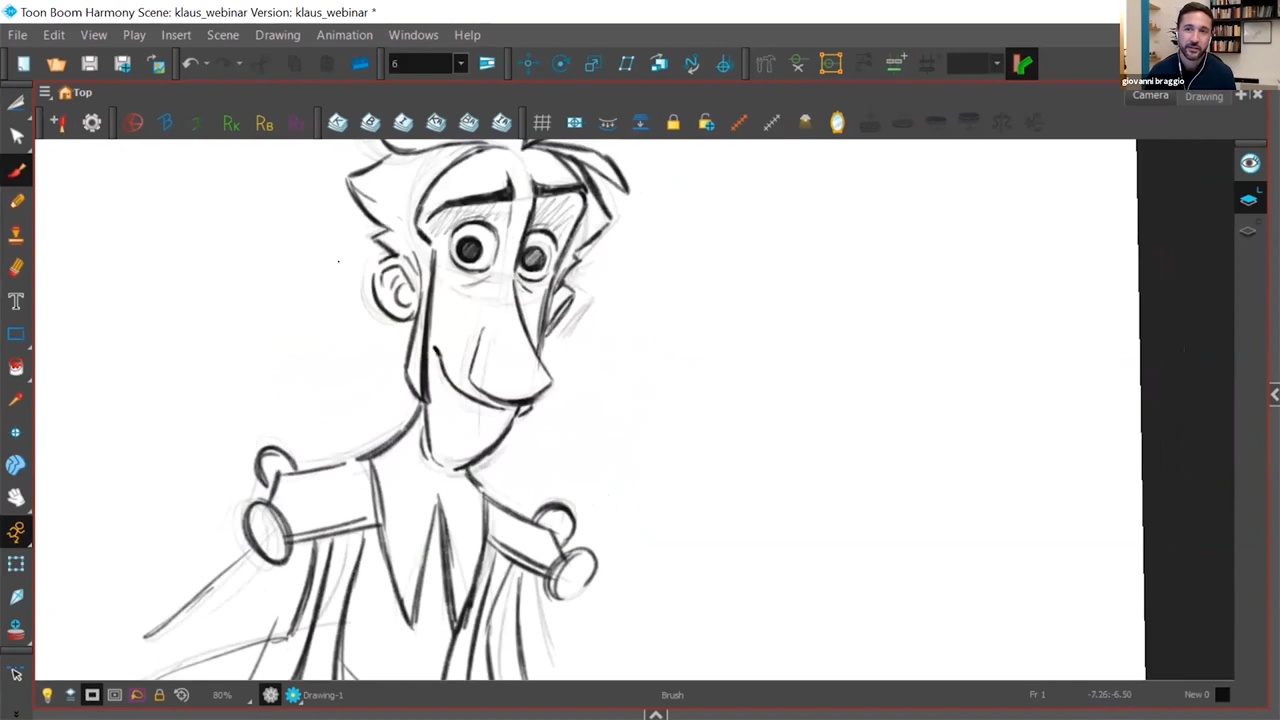 Toon Boom Harmony Scene: klaus_webinar Version: klaus_webinar *
File Edit View Play Insert Scene Drawing Animation Windows Help
6
giovanni braggio
Top
Camera Drawing
80% Drawing-1 Brush Fr 1 -7.26:-6.50 New 0